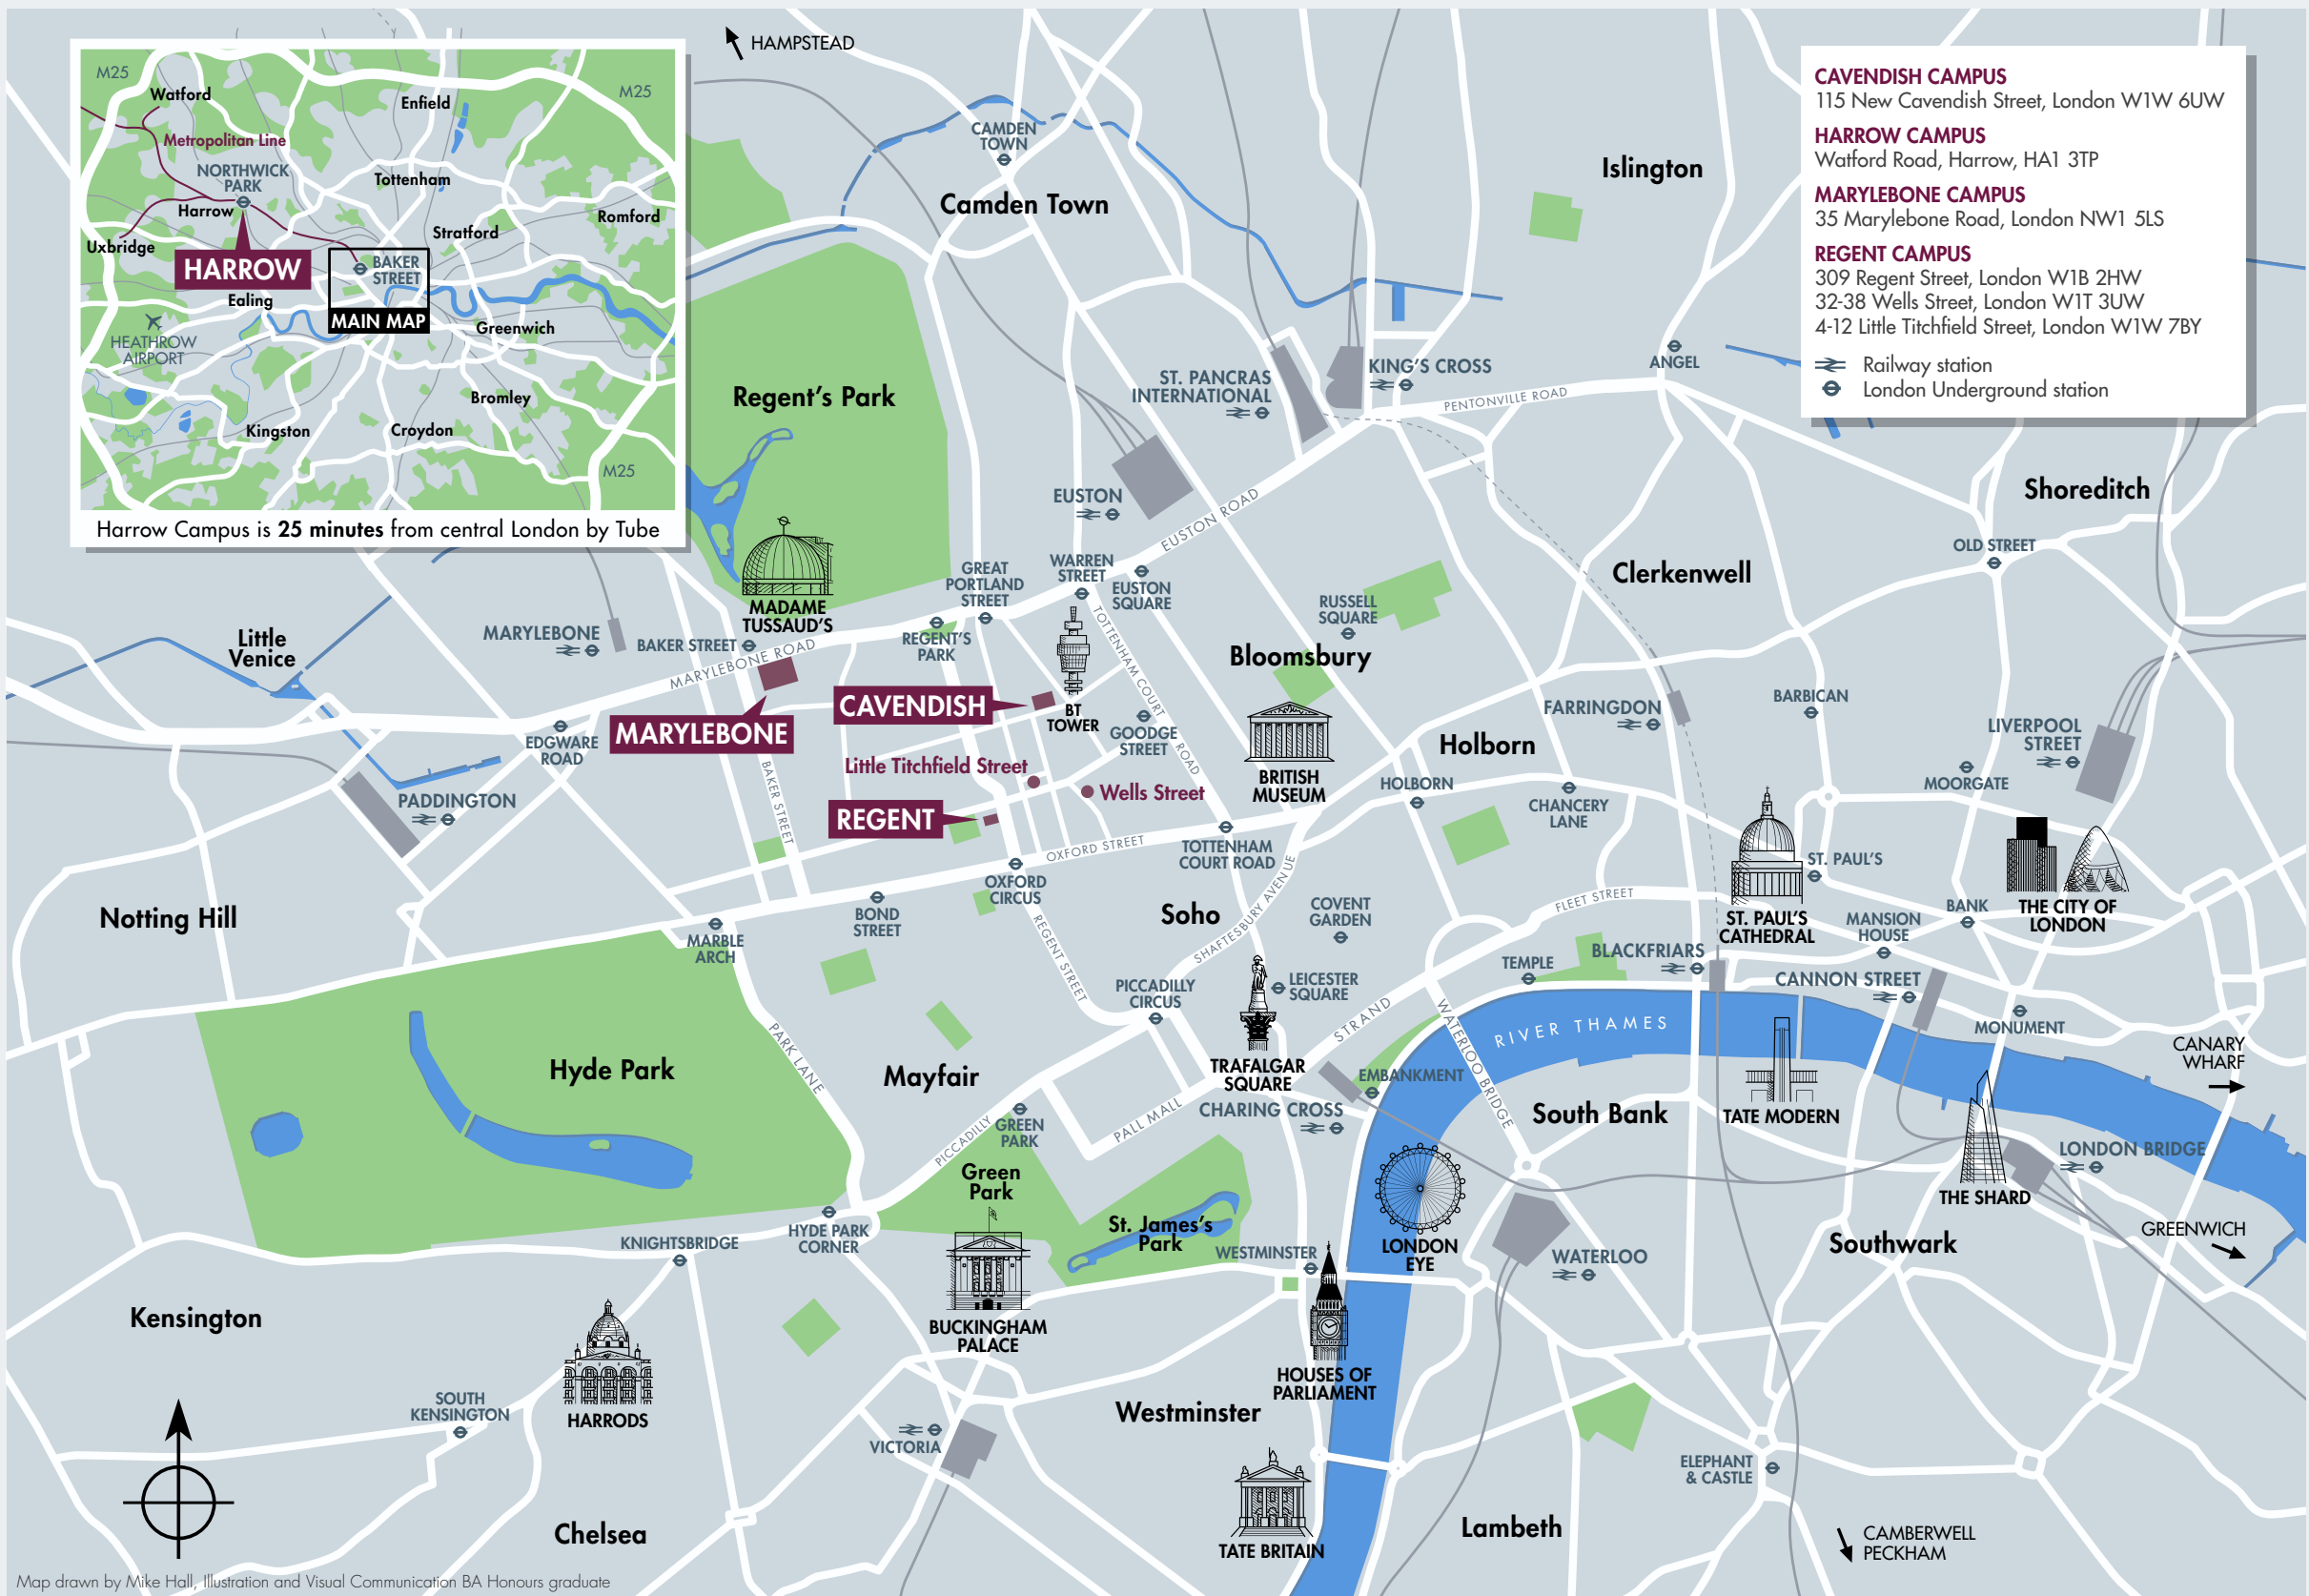 HAMPSTEAD
M25
M25
Watford
Enfield
Metropolitan Line
NORTHWICK
PARK
Tottenham
Harrow
Romford
Uxbridge
Stratford
HARROW
BAKER
STREET
Ealing
MAIN MAP
Greenwich
HEATHROW
AIRPORT
Bromley
Kingston
Croydon
M25
Harrow Campus is 25 minutes from central London by Tube
CAVENDISH CAMPUS
115 New Cavendish Street, London W1W 6UW
HARROW CAMPUS
Watford Road, Harrow, HA1 3TP
MARYLEBONE CAMPUS
35 Marylebone Road, London NW1 5LS
REGENT CAMPUS
309 Regent Street, London W1B 2HW
32-38 Wells Street, London W1T 3UW
4-12 Little Titchfield Street, London W1W 7BY
Railway station
London Underground station
CAMDEN
TOWN
Camden Town
Islington
ANGEL
KING'S CROSS
ST. PANCRAS
INTERNATIONAL
PENTONVILLE ROAD
Regent's Park
Shoreditch
EUSTON
EUSTON ROAD
OLD STREET
WARREN
STREET
GREAT
PORTLAND
STREET
EUSTON
SQUARE
Clerkenwell
MADAME
TUSSAUD'S
RUSSELL
SQUARE
Little
Venice
MARYLEBONE
BAKER STREET
REGENT'S
PARK
MARYLEBONE ROAD
TOTTENHAM COURT ROAD
Bloomsbury
CAVENDISH
BT
TOWER
FARRINGDON
BARBICAN
MARYLEBONE
EDGWARE
ROAD
GOODGE
STREET
Holborn
LIVERPOOL
STREET
Little Titchfield Street
BRITISH
MUSEUM
HOLBORN
CHANCERY
LANE
MOORGATE
Wells Street
PADDINGTON
BAKER STREET
REGENT
OXFORD STREET
TOTTENHAM
COURT ROAD
ST. PAUL'S
OXFORD
CIRCUS
SHAFTESBURY AVENUE
FLEET STREET
Notting Hill
BOND
STREET
Soho
COVENT
GARDEN
ST. PAUL'S
CATHEDRAL
MANSION
HOUSE
BANK
THE CITY OF
LONDON
MARBLE
ARCH
REGENT STREET
BLACKFRIARS
TEMPLE
CANNON STREET
PICCADILLY
CIRCUS
LEICESTER
SQUARE
STRAND
WATERLOO BRIDGE
RIVER THAMES
MONUMENT
PARK LANE
Hyde Park
Mayfair
TRAFALGAR
SQUARE
EMBANKMENT
CANARY
WHARF
CHARING CROSS
South Bank
TATE MODERN
PALL MALL
PICCADILLY
GREEN
PARK
LONDON BRIDGE
Green
Park
THE SHARD
HYDE PARK
CORNER
St. James's
Park
KNIGHTSBRIDGE
WESTMINSTER
LONDON
EYE
WATERLOO
Southwark
GREENWICH
Kensington
BUCKINGHAM
PALACE
HOUSES OF
PARLIAMENT
SOUTH
KENSINGTON
HARRODS
Westminster
VICTORIA
ELEPHANT
& CASTLE
Chelsea
TATE BRITAIN
Lambeth
CAMBERWELL
PECKHAM
Map drawn by Mike Hall, Illustration and Visual Communication BA Honours graduate